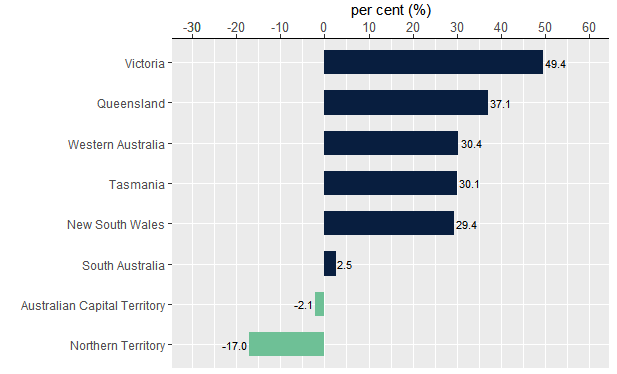 per cent (%)
-30 -20 -10 0 10 20 30 40 50 60
Victoria 49.4
Queensland 37.1
Western Australia 30.4
Tasmania 30.1
New South Wales 29.4
South Australia 2.5
Australian Capital Territory -2.1
Northern Territory -17.0